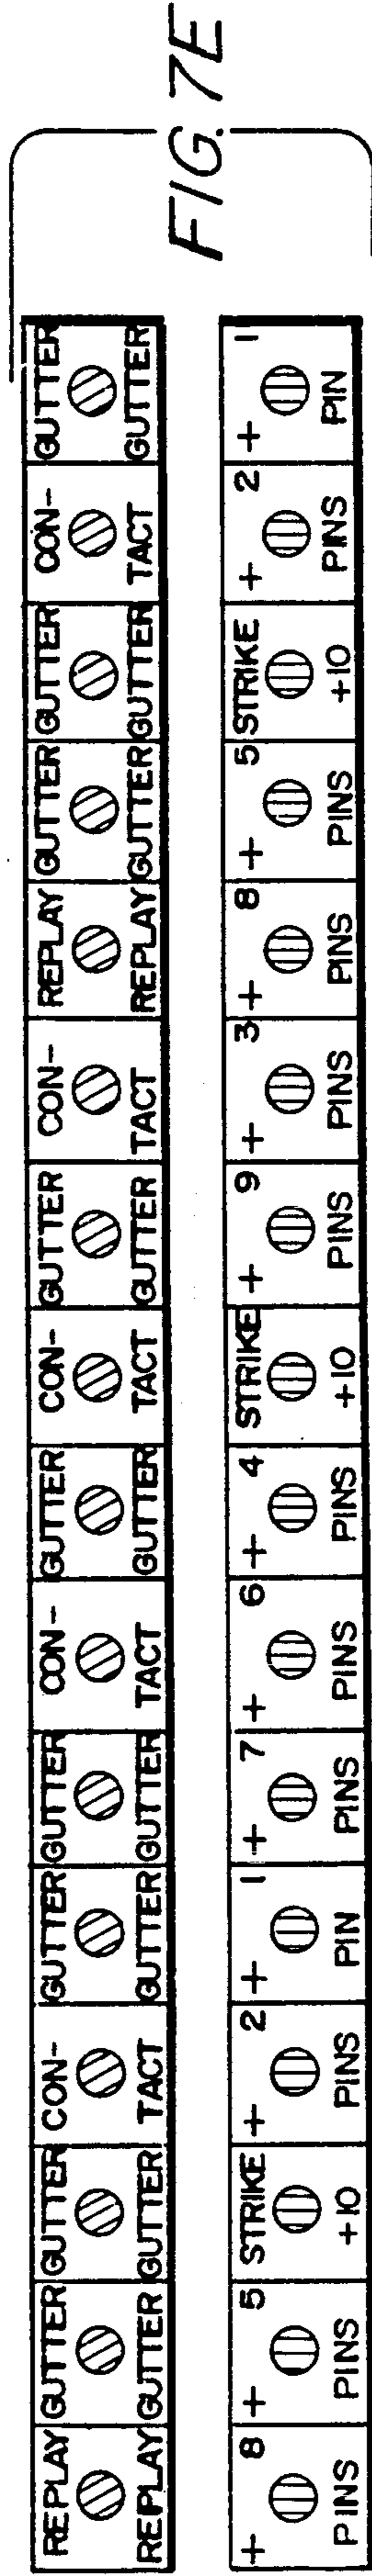 REPLAY GUTTER GUTTER CON- GUTTER GUTTER CON- GUTTER CON- GUTTER CON- REPLAY GUTTER GUTTER CON- GUTTER
REPLAY GUTTER GUTTER TACT GUTTER GUTTER TACT GUTTER TACT GUTTER TACT REPLAY GUTTER GUTTER TACT GUTTER
FIG. 7E
+ 8 + 5 STRIKE + 2 + 1 + 7 + 6 + 4 STRIKE + 9 + 3 + 8 + 5 STRIKE + 2 + 1
PINS PINS +10 PINS PIN PINS PINS PINS +10 PINS PINS PINS PINS +10 PINS PIN